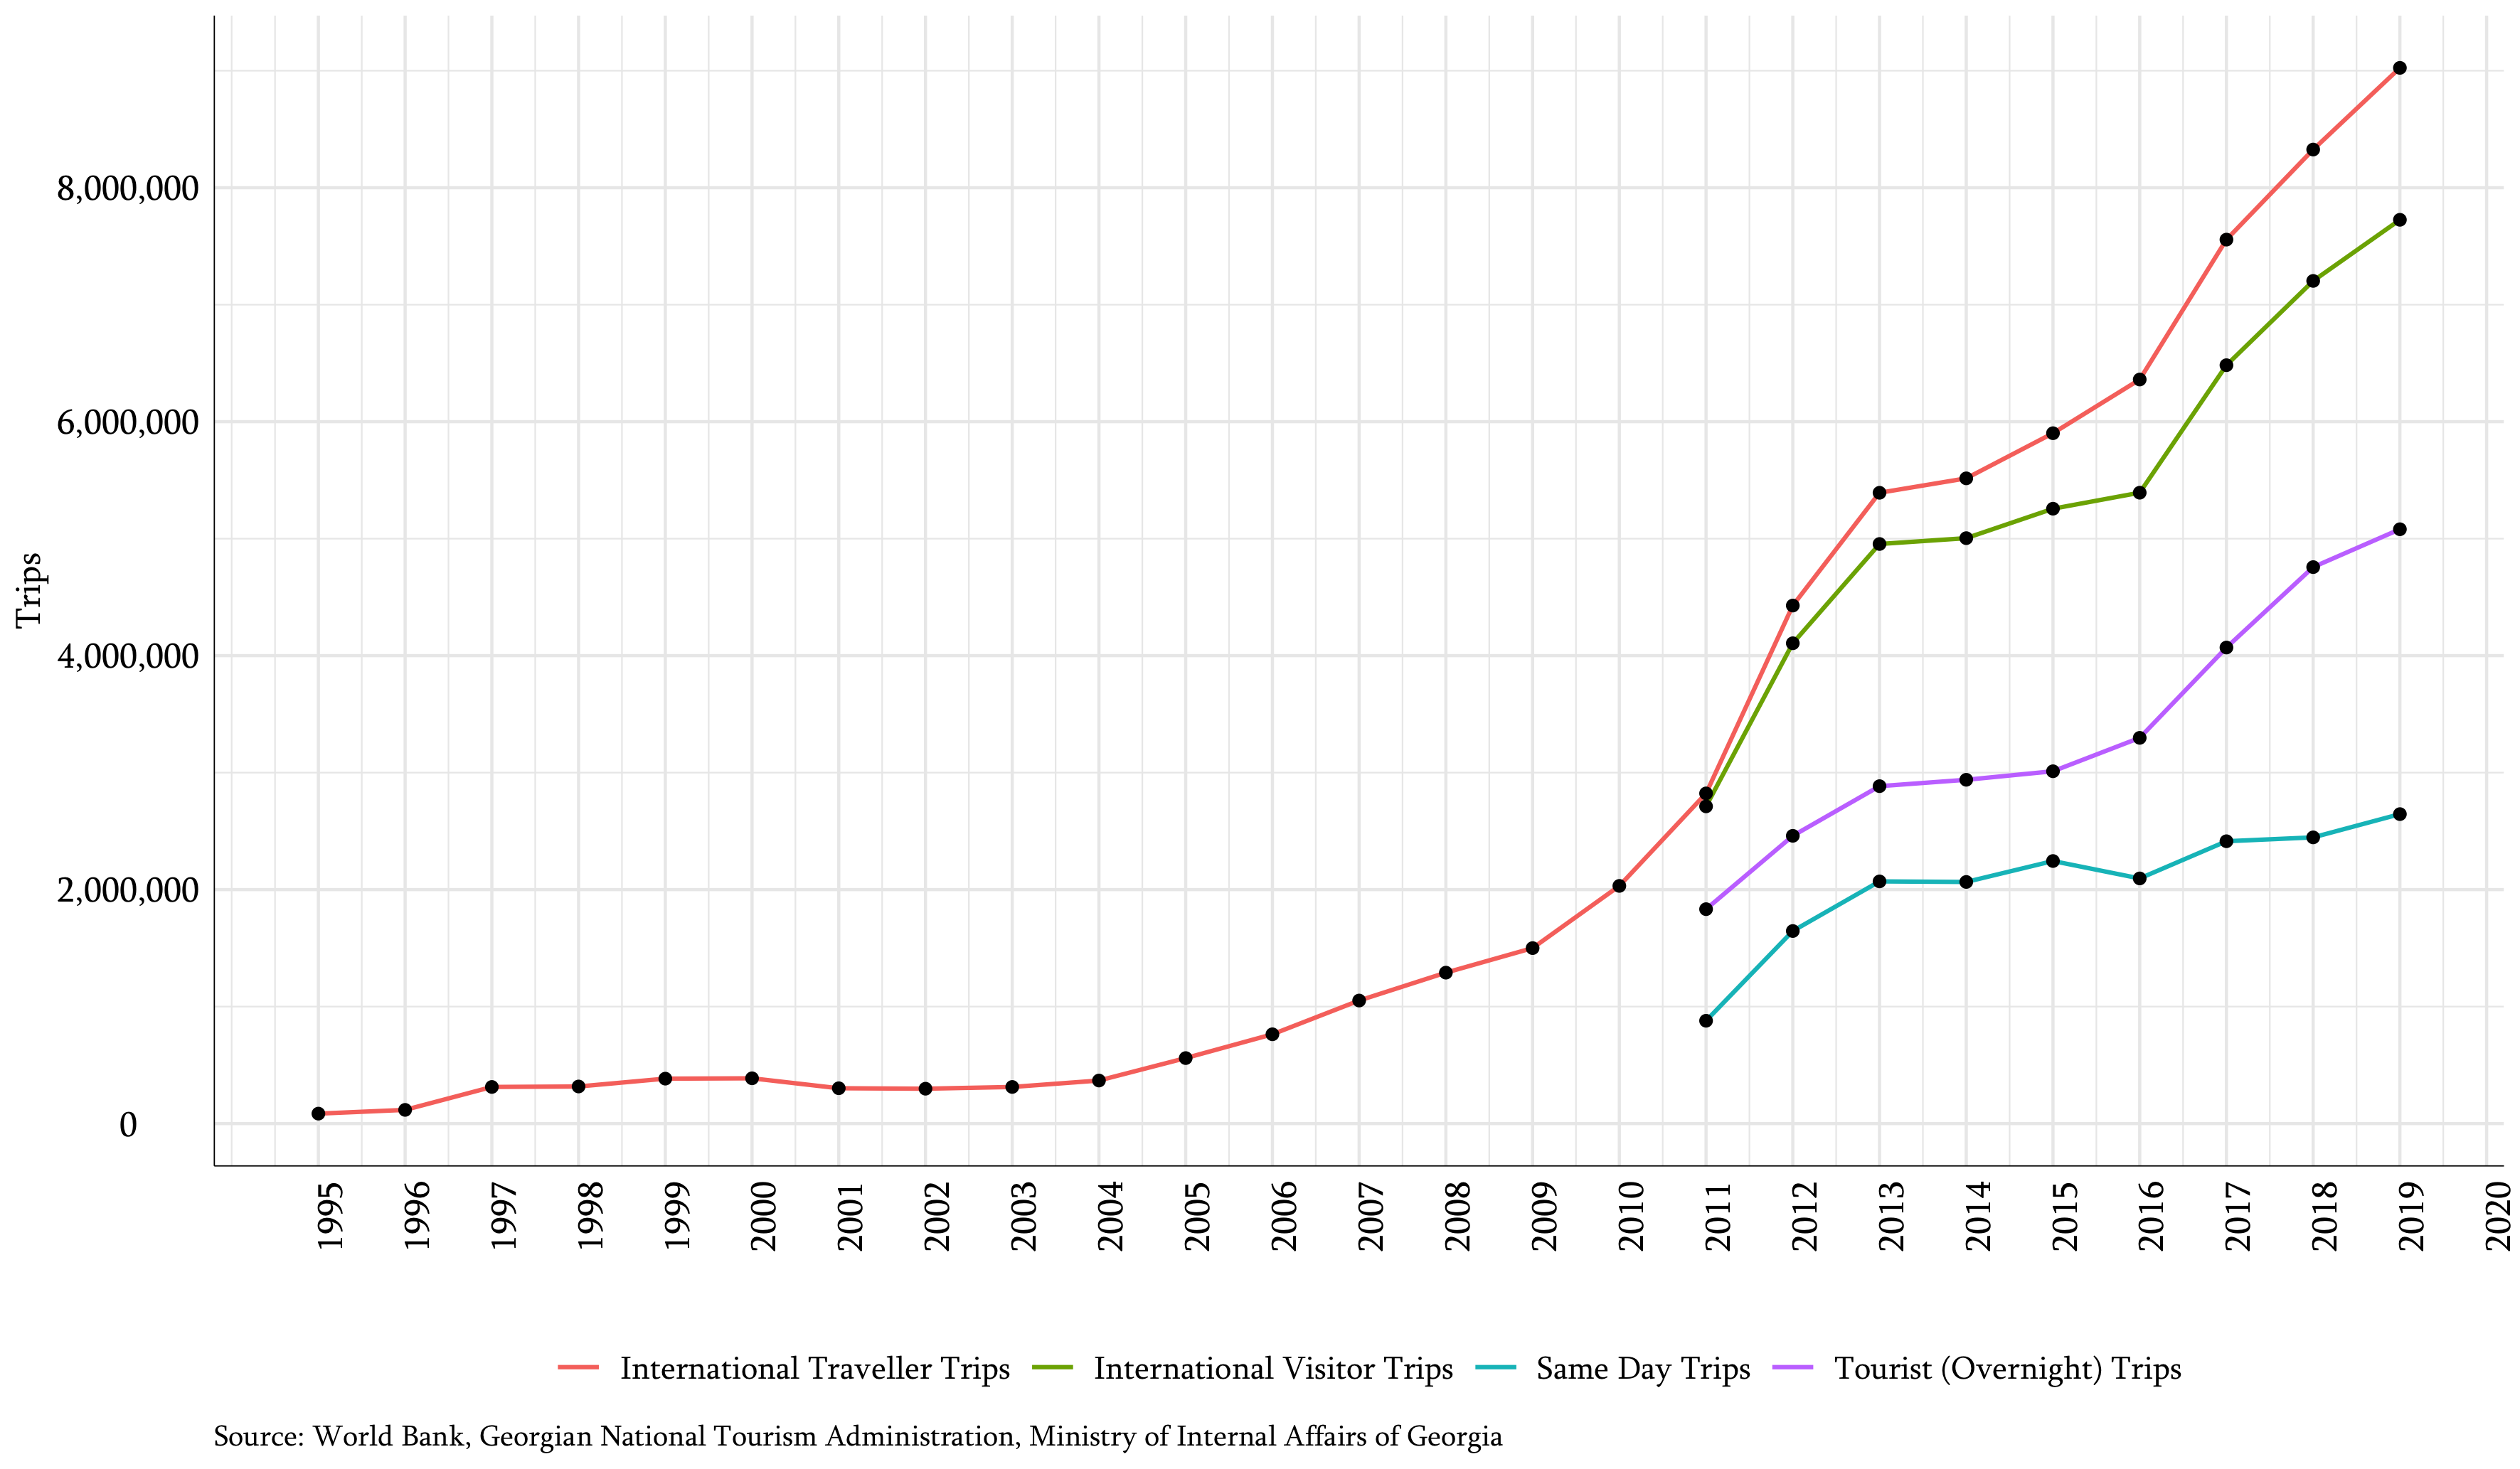 8,000,000
6,000,000
4,000,000
2,000,000
0
Trips
1995 1996 1997 1998 1999 2000 2001 2002 2003 2004 2005 2006 2007 2008 2009 2010 2011 2012 2013 2014 2015 2016 2017 2018 2019 2020
International Traveller Trips International Visitor Trips Same Day Trips Tourist (Overnight) Trips
Source: World Bank, Georgian National Tourism Administration, Ministry of Internal Affairs of Georgia